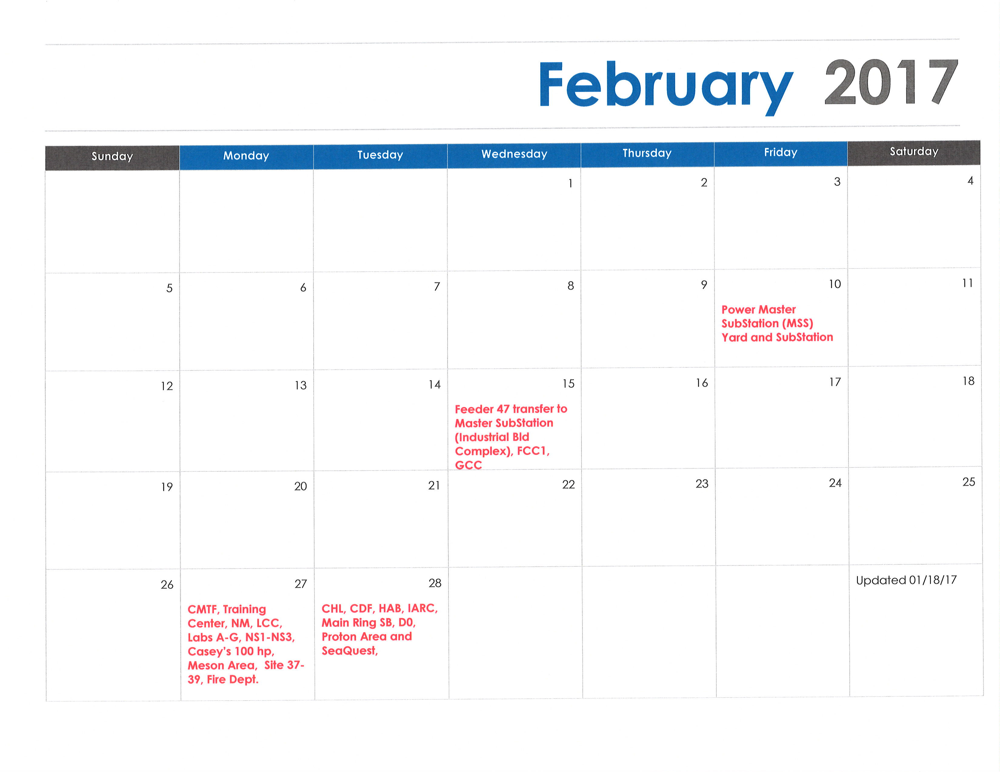 February 2017
Sunday Monday Tuesday Wednesday Thursday Friday Saturday
1 2 3 4
5 6 7 8 9 10 11
Power Master
SubStation (MSS)
Yard and SubStation
12 13 14 15 16 17 18
Feeder 47 transfer to
Master SubStation
(Industrial Bld
Complex), FCC1,
GCC
19 20 21 22 23 24 25
26 27 28 Updated 01/18/17
CMTF, Training
Center, NM, LCC,
Labs A-G, NS1-NS3,
Casey's 100 hp,
Meson Area, Site 37-
39, Fire Dept.
CHL, CDF, HAB, IARC,
Main Ring SB, D0,
Proton Area and
SeaQuest,